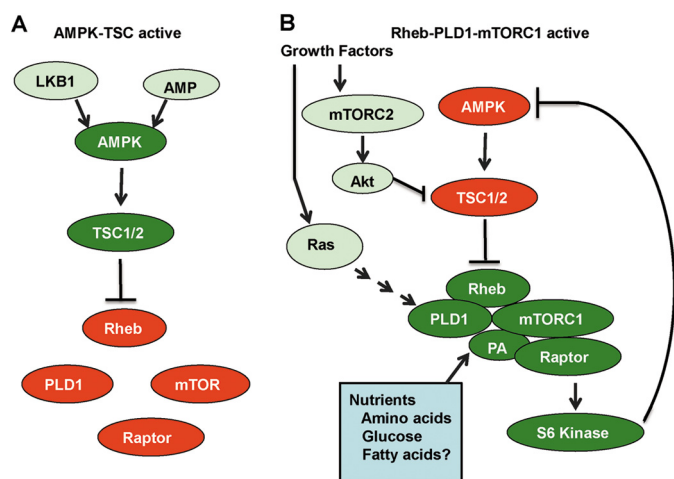 A
AMPK-TSC active
LKB1
AMP
AMPK
TSC1/2
Rheb
PLD1
mTOR
Raptor
B
Rheb-PLD1-mTORC1 active
Growth Factors
mTORC2
AMPK
Akt
TSC1/2
Ras
Rheb
PLD1
mTORC1
PA
Raptor
Nutrients
Amino acids
Glucose
Fatty acids?
S6 Kinase